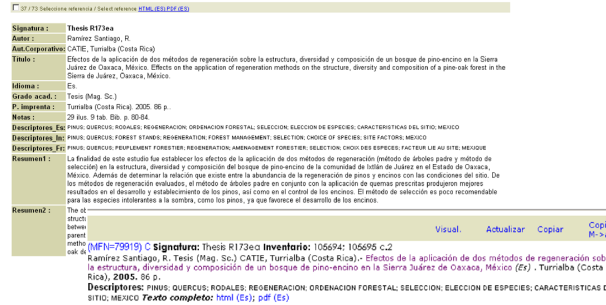 37 / 73 Seleccione referencia / Select reference HTML (ES) PDF (ES)
Signatura : Thesis R173ea
Autor : Ramírez Santiago, R.
Aut.Corporativo: CATIE, Turrialba (Costa Rica)
Título : Efectos de la aplicación de dos métodos de regeneración sobre la estructura, diversidad y composición de un bosque de pino-encino en la Sierra
Juárez de Oaxaca, México. Effects on the application of regeneration methods on the structure, diversity and composition of a pine-oak forest in the
Sierra de Juárez, Oaxaca, México.
Idioma : Es.
Grado acad. : Tesis (Mag. Sc.)
P. imprenta : Turrialba (Costa Rica). 2005. 86 p..
Notas : 29 ilus. 9 tab. Bib. p. 80-84.
Descriptores_Es: PINUS; QUERCUS; RODALES; REGENERACION; ORDENACION FORESTAL; SELECCION; ELECCION DE ESPECIES; CARACTERISTICAS DEL SITIO; MEXICO
Descriptores_In: PINUS; QUERCUS; FOREST STANDS; REGENERATION; FOREST MANAGEMENT; SELECTION; CHOICE OF SPECIES; SITE FACTORS; MEXICO
Descriptores_Fr: PINUS; QUERCUS; PEUPLEMENT FORESTIER; REGENERATION; AMENAGEMENT FORESTIER; SELECTION; CHOIX DES ESPECES; FACTEUR LIE AU SITE; MEXIQUE
Resumen1 : La finalidad de este estudio fue establecer los efectos de la aplicación de dos métodos de regeneración (método de árboles padre y método de
selección) en la estructura, diversidad y composición del bosque de pino-encino de la comunidad de Ixtlán de Juárez en el Estado de Oaxaca,
México. Además de determinar la relación que existe entre la abundancia de la regeneración de pinos y encinos con las condiciones del sitio. De
los métodos de regeneración evaluados, el método de árboles padre en conjunto con la aplicación de quemas prescritas produjeron mejores
resultados en el desarrollo y establecimiento de los pinos, así como en el control de los encinos. El método de selección es poco recomendable
para las especies intolerantes a la sombra, como los pinos, ya que favorece el desarrollo de los encinos.
Resumen2 : The ob
struct
betwe
parent
metho
oak de
Visual. Actualizar Copiar Copi
M->
(MFN=79919) C Signatura: Thesis R173ea Inventario: 105694; 105695 c.2
Ramírez Santiago, R. Tesis (Mag. Sc.) CATIE, Turrialba (Costa Rica).- Efectos de la aplicación de dos métodos de regeneración sob
la estructura, diversidad y composición de un bosque de pino-encino en la Sierra Juárez de Oaxaca, México (Es) . Turrialba (Costa
Rica), 2005. 86 p.
Descriptores: PINUS; QUERCUS; RODALES; REGENERACION; ORDENACION FORESTAL; SELECCION; ELECCION DE ESPECIES; CARACTERISTICAS D
SITIO; MEXICO Texto completo: html (Es); pdf (Es)